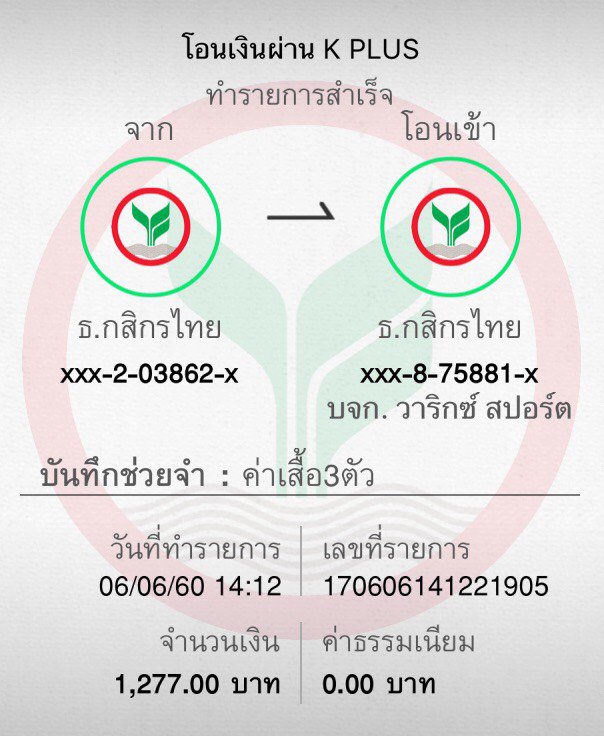 โอนเงินผ่าน K PLUS
ทำรายการสำเร็จ
จาก
โอนเข้า
ธ.กสิกรไทย
ธ.กสิกรไทย
xxx-2-03862-x
xxx-8-75881-x
บจก. วาริกซ์ สปอร์ต
บันทึกช่วยจำ : ค่าเสื้อ3ตัว
วันที่ทำรายการ
เลขที่รายการ
06/06/60 14:12
170606141221905
จำนวนเงิน
ค่าธรรมเนียม
1,277.00 บาท
0.00 บาท